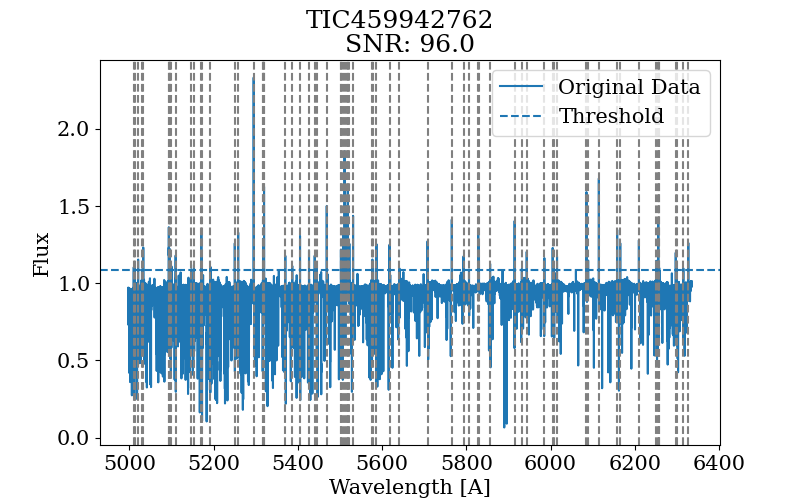 TIC459942762
SNR: 96.0
Original Data
Threshold
Flux
2.0
1.5
1.0
0.5
0.0
5000 5200 5400 5600 5800 6000 6200 6400
Wavelength [A]